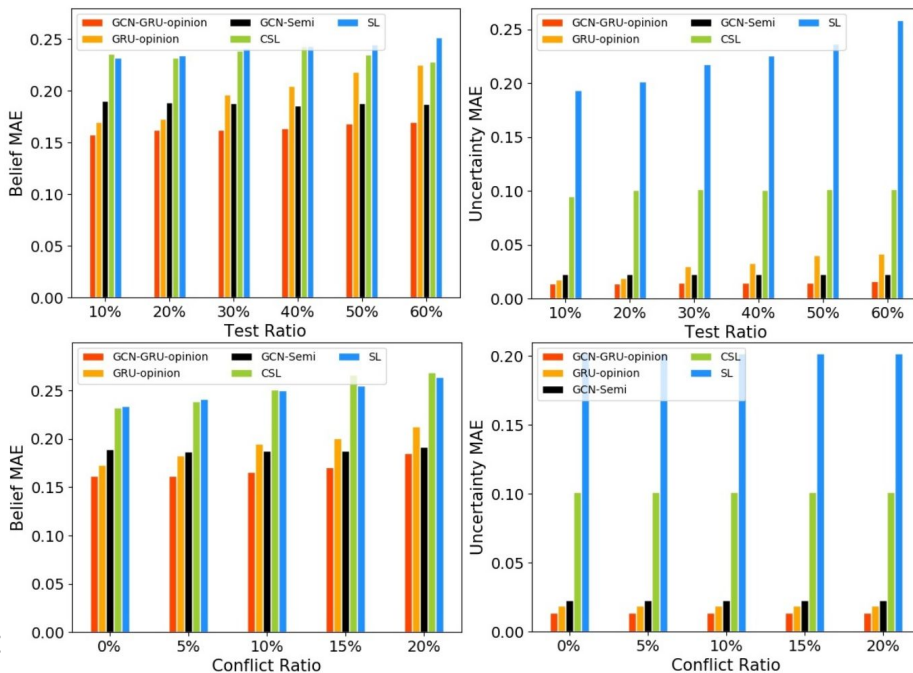 GCN-GRU-opinion GCN-Semi SL
GRU-opinion CSL
Belief MAE
0.25
0.20
0.15
0.10
0.05
0.00
10% 20% 30% 40% 50% 60%
Test Ratio
GCN-GRU-opinion GCN-Semi SL
GRU-opinion CSL
Uncertainty MAE
0.25
0.20
0.15
0.10
0.05
0.00
10% 20% 30% 40% 50% 60%
Test Ratio
GCN-GRU-opinion GCN-Semi SL
GRU-opinion CSL
Belief MAE
0.25
0.20
0.15
0.10
0.05
0.00
0% 5% 10% 15% 20%
Conflict Ratio
GCN-GRU-opinion CSL
GRU-opinion SL
GCN-Semi
Uncertainty MAE
0.20
0.15
0.10
0.05
0.00
0% 5% 10% 15% 20%
Conflict Ratio